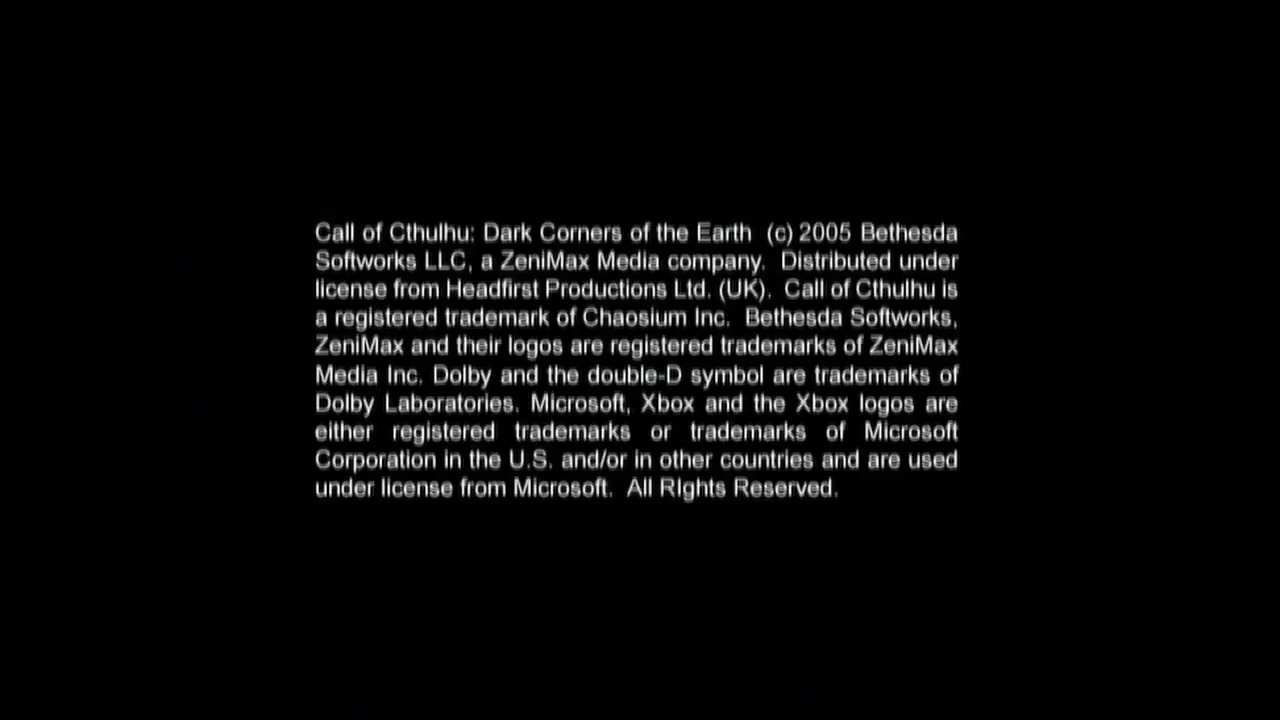 Call of Cthulhu: Dark Corners of the Earth (c) 2005 Bethesda
Softworks LLC, a ZeniMax Media company. Distributed under
license from Headfirst Productions Ltd. (UK). Call of Cthulhu is
a registered trademark of Chaosium Inc. Bethesda Softworks,
ZeniMax and their logos are registered trademarks of ZeniMax
Media Inc. Dolby and the double-D symbol are trademarks of
Dolby Laboratories. Microsoft, Xbox and the Xbox logos are
either registered trademarks or trademarks of Microsoft
Corporation in the U.S. and/or in other countries and are used
under license from Microsoft. All RIghts Reserved.